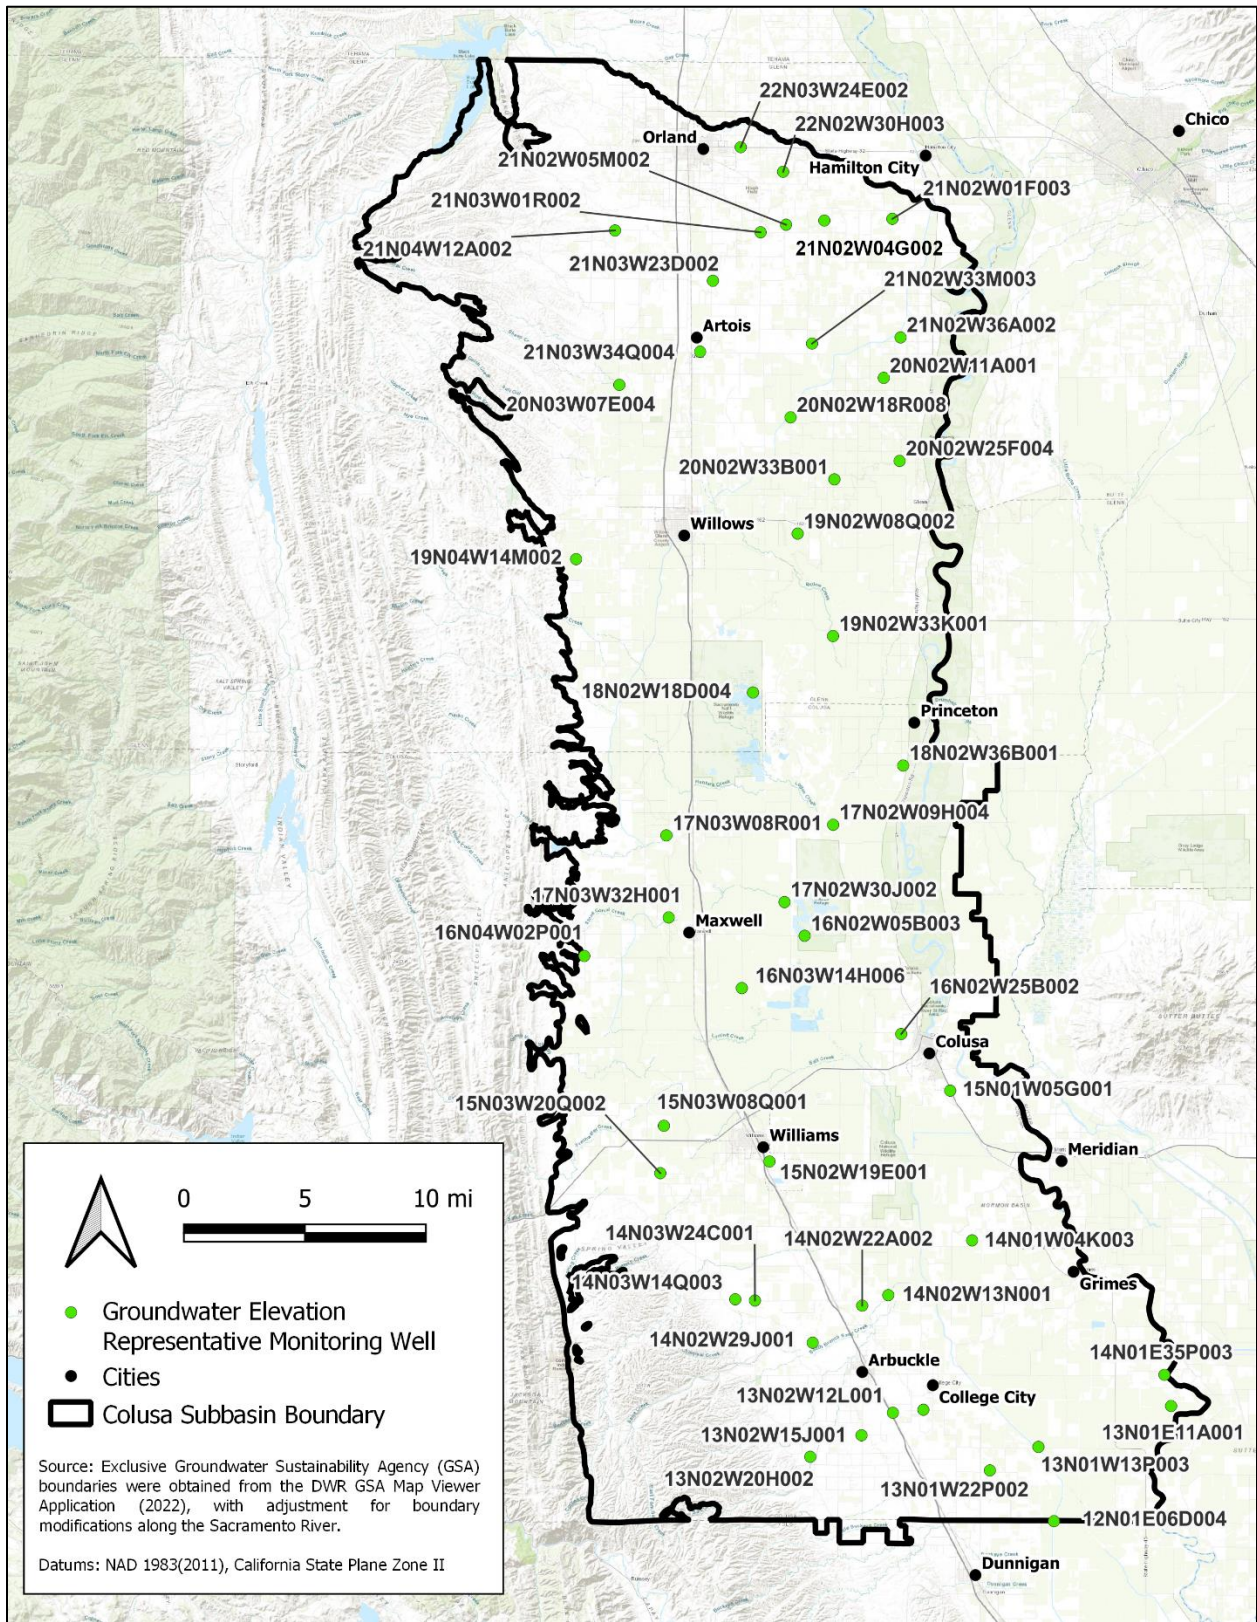 22N03W24E002
22N02W30H003
Chico
Orland
21N02W05M002
Hamilton City
21N02W01F003
21N03W01R002
21N04W12A002
21N02W04G002
21N03W23D002
21N02W33M003
Artois
21N02W36A002
21N03W34Q004
20N02W11A001
20N03W07E004
20N02W18R008
20N02W25F004
20N02W33B001
Willows
19N02W08Q002
19N04W14M002
19N02W33K001
18N02W18D004
Princeton
18N02W36B001
17N03W08R001
17N02W09H004
17N03W32H001
17N02W30J002
Maxwell
16N02W05B003
16N04W02P001
16N03W14H006
16N02W25B002
Colusa
15N01W05G001
15N03W20Q002
15N03W08Q001
Williams
15N02W19E001
Meridian
14N03W24C001
14N02W22A002
14N01W04K003
14N03W14Q003
Grimes
14N02W13N001
14N02W29J001
Arbuckle
14N01E35P003
College City
13N02W12L001
13N01E11A001
13N02W15J001
13N01W13P003
13N02W20H002
13N01W22P002
12N01E06D004
Dunnigan
0 5 10 mi
Groundwater Elevation
Representative Monitoring Well
Cities
Colusa Subbasin Boundary
Source: Exclusive Groundwater Sustainability Agency (GSA)
boundaries were obtained from the DWR GSA Map Viewer
Application (2022), with adjustment for boundary
modifications along the Sacramento River.
Datums: NAD 1983(2011), California State Plane Zone II